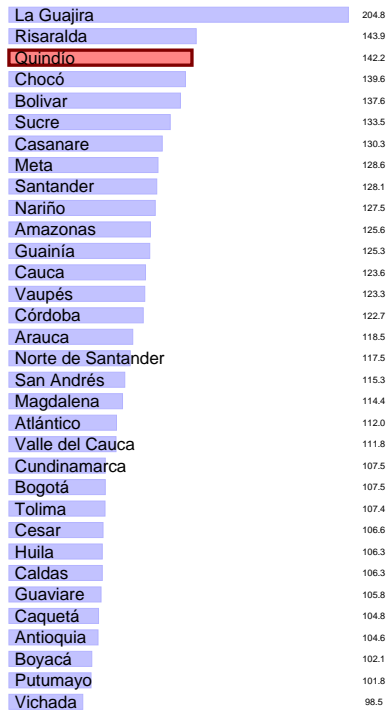 La Guajira 204.8
Risaralda 143.9
Quindío 142.2
Chocó 139.6
Bolivar 137.6
Sucre 133.5
Casanare 130.3
Meta 128.6
Santander 128.1
Nariño 127.5
Amazonas 125.6
Guainía 125.3
Cauca 123.6
Vaupés 123.3
Córdoba 122.7
Arauca 118.5
Norte de Santander 117.5
San Andrés 115.3
Magdalena 114.4
Atlántico 112.0
Valle del Cauca 111.8
Cundinamarca 107.5
Bogotá 107.5
Tolima 107.4
Cesar 106.6
Huila 106.3
Caldas 106.3
Guaviare 105.8
Caquetá 104.8
Antioquia 104.6
Boyacá 102.1
Putumayo 101.8
Vichada 98.5